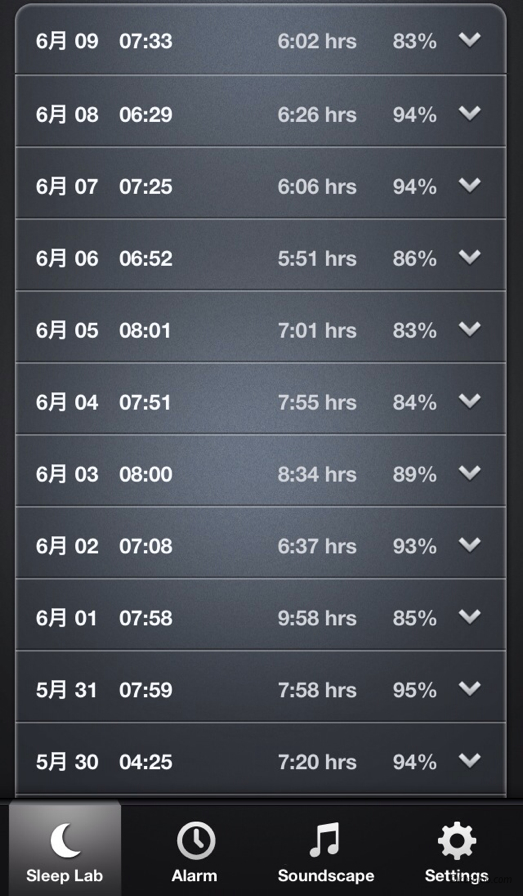 6月 09 07:33 6:02 hrs 83%
6月 08 06:29 6:26 hrs 94%
6月 07 07:25 6:06 hrs 94%
6月 06 06:52 5:51 hrs 86%
6月 05 08:01 7:01 hrs 83%
6月 04 07:51 7:55 hrs 84%
6月 03 08:00 8:34 hrs 89%
6月 02 07:08 6:37 hrs 93%
6月 01 07:58 9:58 hrs 85%
5月 31 07:59 7:58 hrs 95%
5月 30 04:25 7:20 hrs 94%
Sleep Lab Alarm Soundscape Settings